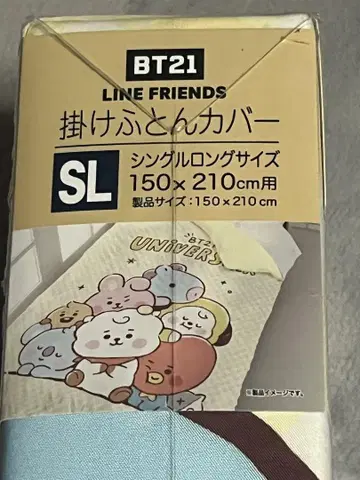 BT21
LINE FRIENDS
掛けふとんカバー
SL
シングルロングサイズ
150×210cm用
製品サイズ:150×210cm
BT21
UNIVERSTAR
※製品イメージです。